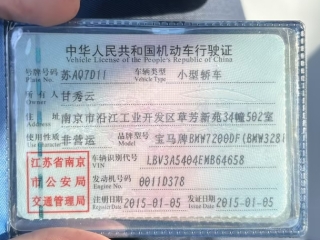 中华人民共和国机动车行驶证
Vehicle License of the People's Republic of China
号牌号码 苏AQ7D11 车辆类型 小型轿车
Plate No. Vehicle Type
所有人 甘秀云
Owner
住址 南京市沿江工业开发区草芳新苑34幢502室
Address
使用性质 非营运 品牌型号 宝马牌BMW7200DF(BMW328i
Use Character Model
江苏省南京 车辆识别代号 LBV3A5404EMB64658
VIN
市公安局 发动机号码 0011D378
Engine No.
交通管理局 注册日期 2015-01-05 发证日期 2015-01-05
Register Date Issue Date